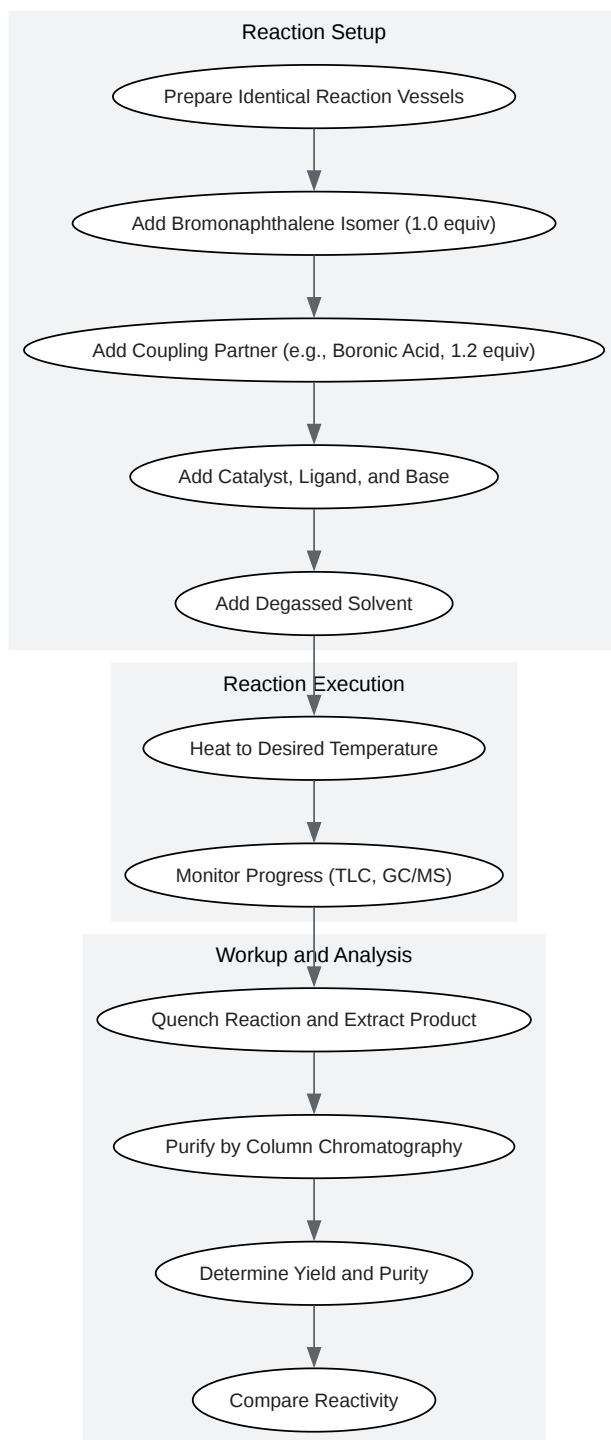 Reaction Setup
Prepare Identical Reaction Vessels
Add Bromonaphthalene Isomer (1.0 equiv)
Add Coupling Partner (e.g., Boronic Acid, 1.2 equiv)
Add Catalyst, Ligand, and Base
Add Degassed Solvent
Reaction Execution
Heat to Desired Temperature
Monitor Progress (TLC, GC/MS)
Workup and Analysis
Quench Reaction and Extract Product
Purify by Column Chromatography
Determine Yield and Purity
Compare Reactivity